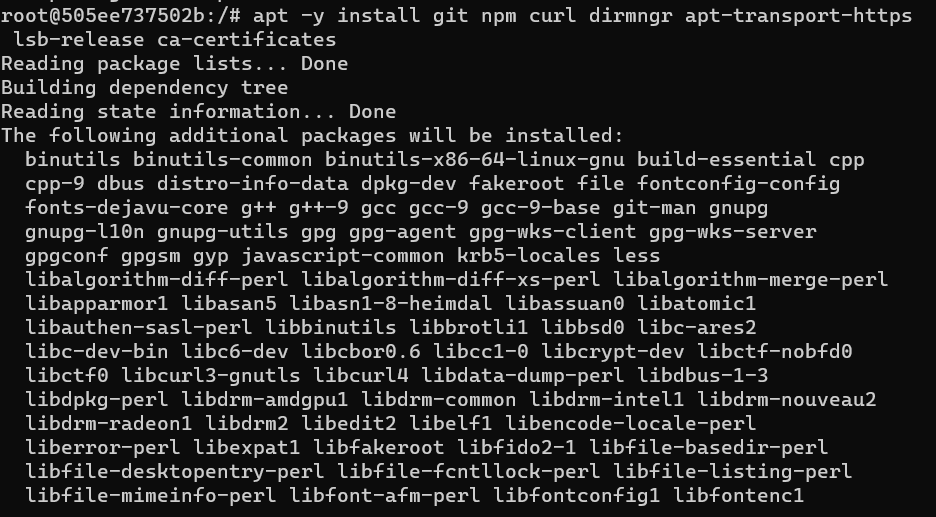 root@505ee737502b:/# apt -y install git npm curl dirmngr apt-transport-https
lsb-release ca-certificates
Reading package lists... Done
Building dependency tree
Reading state information... Done
The following additional packages will be installed:
binutils binutils-common binutils-x86-64-linux-gnu build-essential cpp
cpp-9 dbus distro-info-data dpkg-dev fakeroot file fontconfig-config
fonts-dejavu-core g++ g++-9 gcc gcc-9 gcc-9-base git-man gnupg
gnupg-l10n gnupg-utils gpg gpg-agent gpg-wks-client gpg-wks-server
gpgconf gpgsm gyp javascript-common krb5-locales less
libalgorithm-diff-perl libalgorithm-diff-xs-perl libalgorithm-merge-perl
libapparmor1 libasan5 libasn1-8-heimdal libassuan0 libatomic1
libauthen-sasl-perl libbinutils libbrotli1 libbsd0 libc-ares2
libc-dev-bin libc6-dev libcbor0.6 libcc1-0 libcrypt-dev libctf-nobfd0
libctf0 libcurl3-gnutls libcurl4 libdata-dump-perl libdbus-1-3
libdpkg-perl libdrm-amdgpu1 libdrm-common libdrm-intel1 libdrm-nouveau2
libdrm-radeon1 libdrm2 libedit2 libelf1 libencode-locale-perl
liberror-perl libexpat1 libfakeroot libfido2-1 libfile-basedir-perl
libfile-desktopentry-perl libfile-fcntllock-perl libfile-listing-perl
libfile-mimeinfo-perl libfont-afm-perl libfontconfig1 libfontenc1